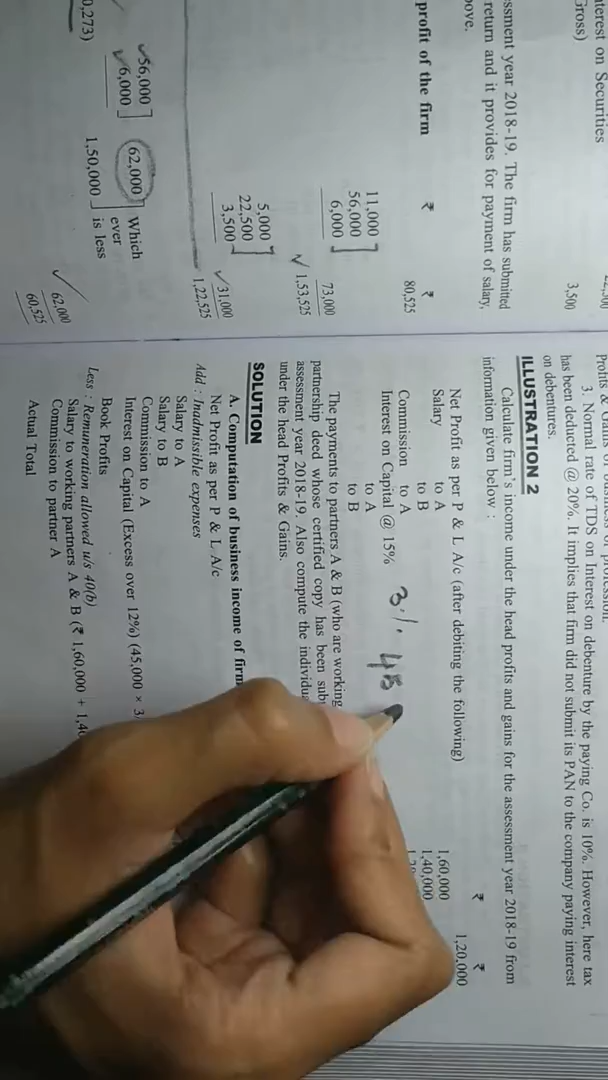 Interest on Securities
Gross)
3,500
ssment year 2018-19. The firm has submitted
return and it provides for payment of salary,
bove.
profit of the firm ₹ ₹
80,525
11,000
56,000
6,000 73,000
1,53,525
5,000
22,500
3,500 31,000
1,22,525
56,000
6,000 62,000 Which
ever
1,50,000 is less 62,000
0,273) 60,525
3. Normal rate of TDS on Interest on debenture by the paying Co. is 10%. However, here tax
has been deducted @ 20%. It implies that firm did not submit its PAN to the company paying interest
on debentures.
ILLUSTRATION 2
Calculate firm's income under the head profits and gains for the assessment year 2018-19 from
information given below :
₹ ₹
Net Profit as per P & L A/c (after debiting the following) 1,20,000
Salary to A 1,60,000
to B 1,40,000
Commission to A
Interest on Capital @ 15% 3% 45
to A
to B
The payments to partners A & B (who are working
partnership deed whose certified copy has been
assessment year 2018-19. Also compute the
under the head Profits & Gains.
SOLUTION
A. Computation of business income of firm
Net Profit as per P & L A/c
Add : Inadmissible expenses
Salary to A
Salary to B
Commission to A
Interest on Capital (Excess over 12%) (45,000 × 3
Book Profits
Less : Remuneration allowed u/s 40(b)
Salary to working partners A & B (₹ 1,60,000 +
Commission to partner A
Actual Total